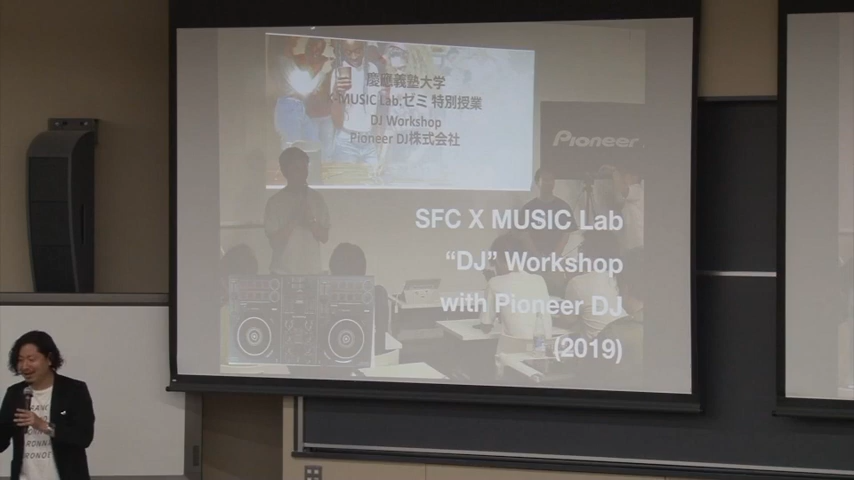 慶應義塾大学
X-MUSIC Lab.ゼミ 特別授業
DJ Workshop
Pioneer DJ株式会社
Pioneer
SFC X MUSIC Lab
“DJ” Workshop
with Pioneer DJ
(2019)